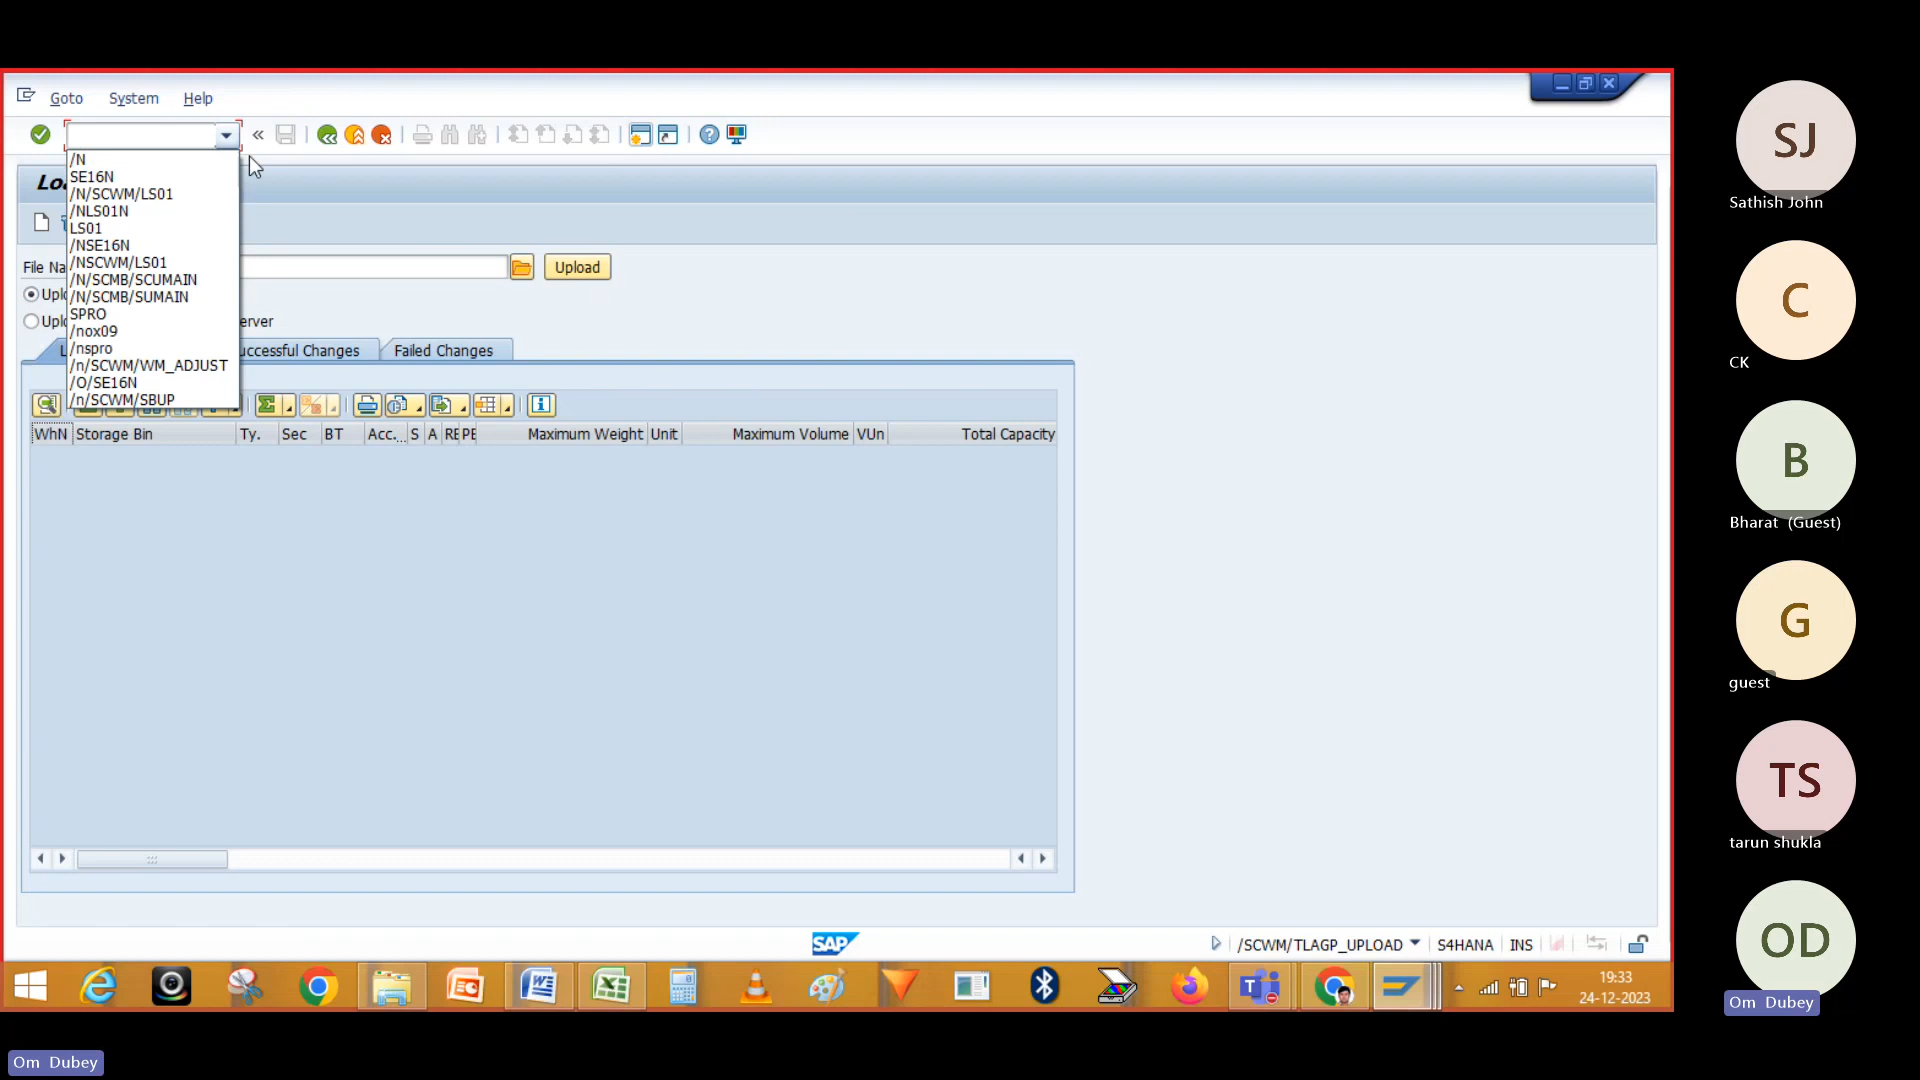 Goto System Help
/N
SE16N
/N/SCWM/LS01
/NLS01N
LS01
/NSE16N
/NSCWM/LS01
/N/SCMB/SCUMAIN
/N/SCMB/SUMAIN
SPRO
/nox09
/nspro
/n/SCWM/WM_ADJUST
/O/SE16N
/n/SCWM/SBUP
Loa
File Na Upload
Uplo
Uplo erver
L uccessful Changes Failed Changes
WhN Storage Bin Ty. Sec BT Acc... S A RE PE Maximum Weight Unit Maximum Volume VUn Total Capacity
SAP /SCWM/TLAGP_UPLOAD S4HANA INS
19:33
24-12-2023
SJ
Sathish John
C
CK
B
Bharat (Guest)
G
guest
TS
tarun shukla
OD
Om Dubey
Om Dubey